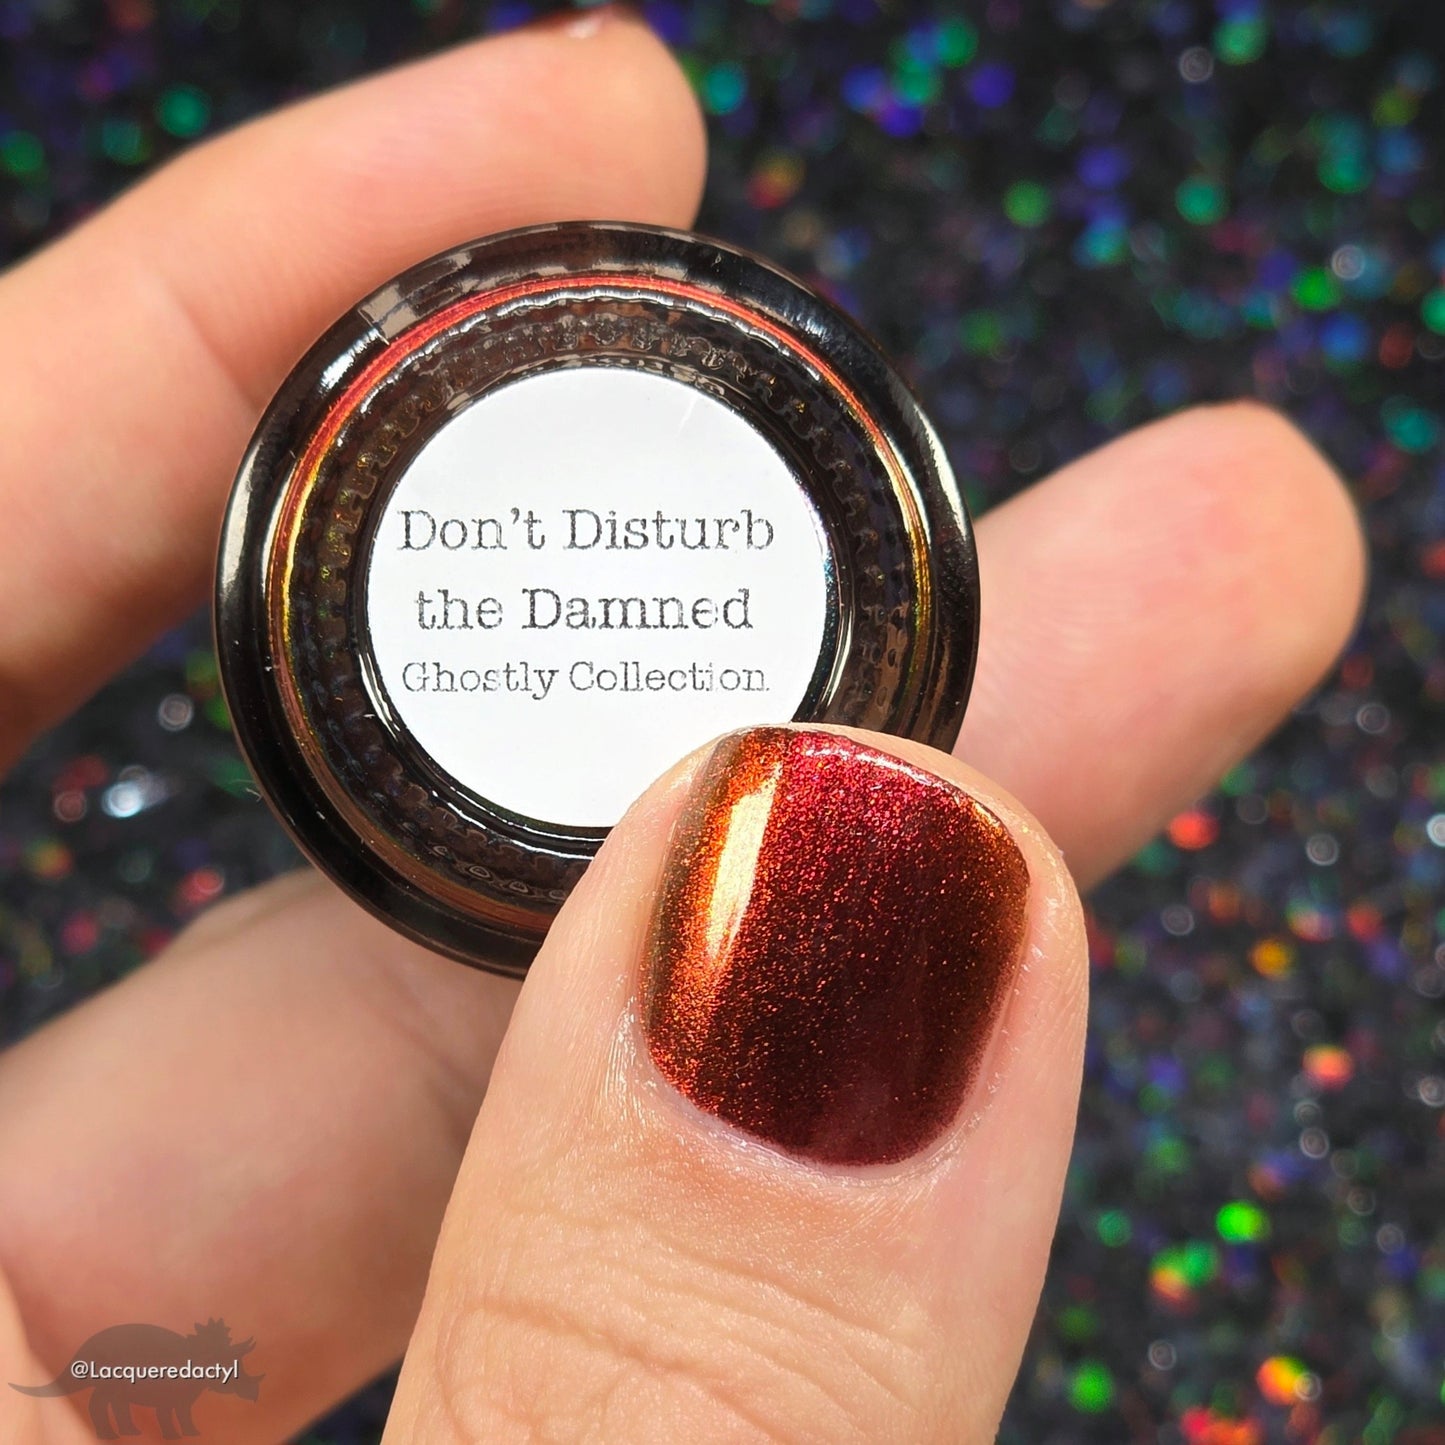 Don't Disturb
the Damned
Ghostly Collection
@Lacqueredactyl